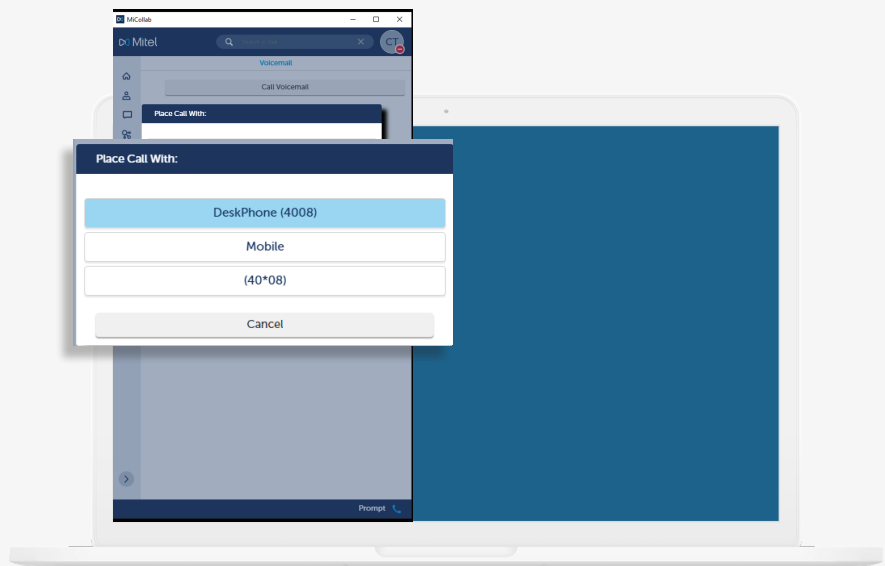 MiCollab
Mitel
CT
Voicemail
Call Voicemail
Place Call With:
Place Call With:
DeskPhone (4008)
Mobile
(40*08)
Cancel
Prompt